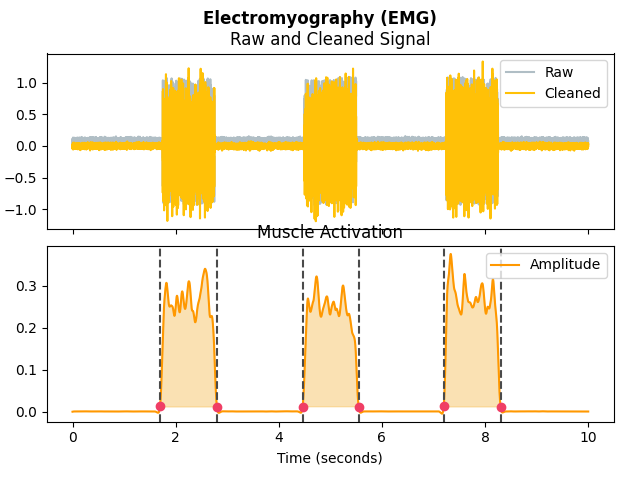 Electromyography (EMG)
Raw and Cleaned Signal
1.0
0.5
0.0
−0.5
−1.0
Raw
Cleaned
Muscle Activation
0.3
0.2
0.1
0.0
Amplitude
0 2 4 6 8 10
Time (seconds)